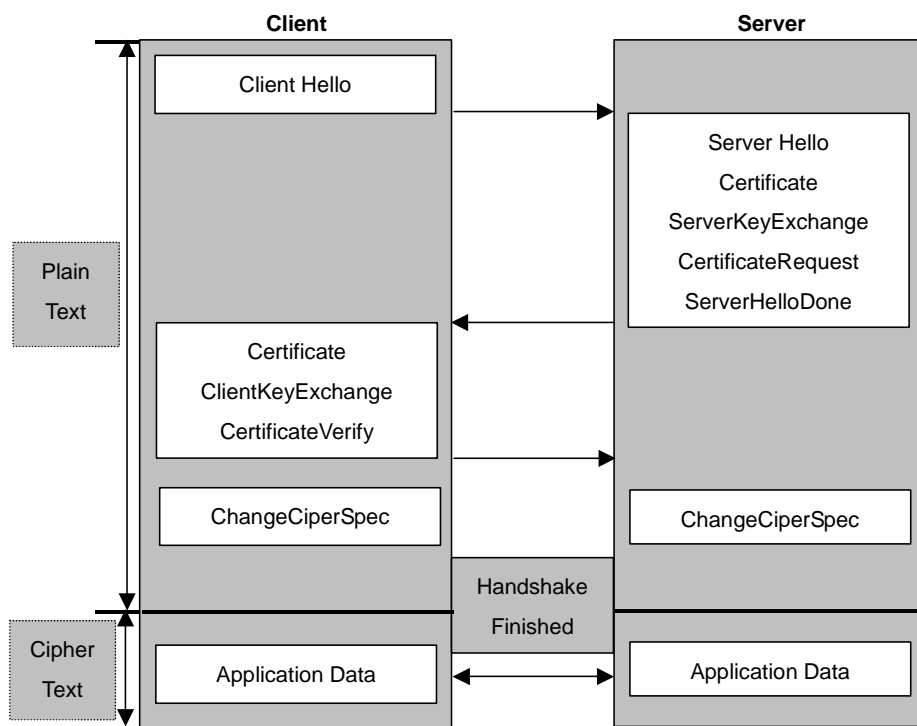 Client
Server
Client Hello
Server Hello
Certificate
ServerKeyExchange
CertificateRequest
ServerHelloDone
Plain
Text
Certificate
ClientKeyExchange
CertificateVerify
ChangeCiperSpec
ChangeCiperSpec
Handshake
Finished
Cipher
Text
Application Data
Application Data